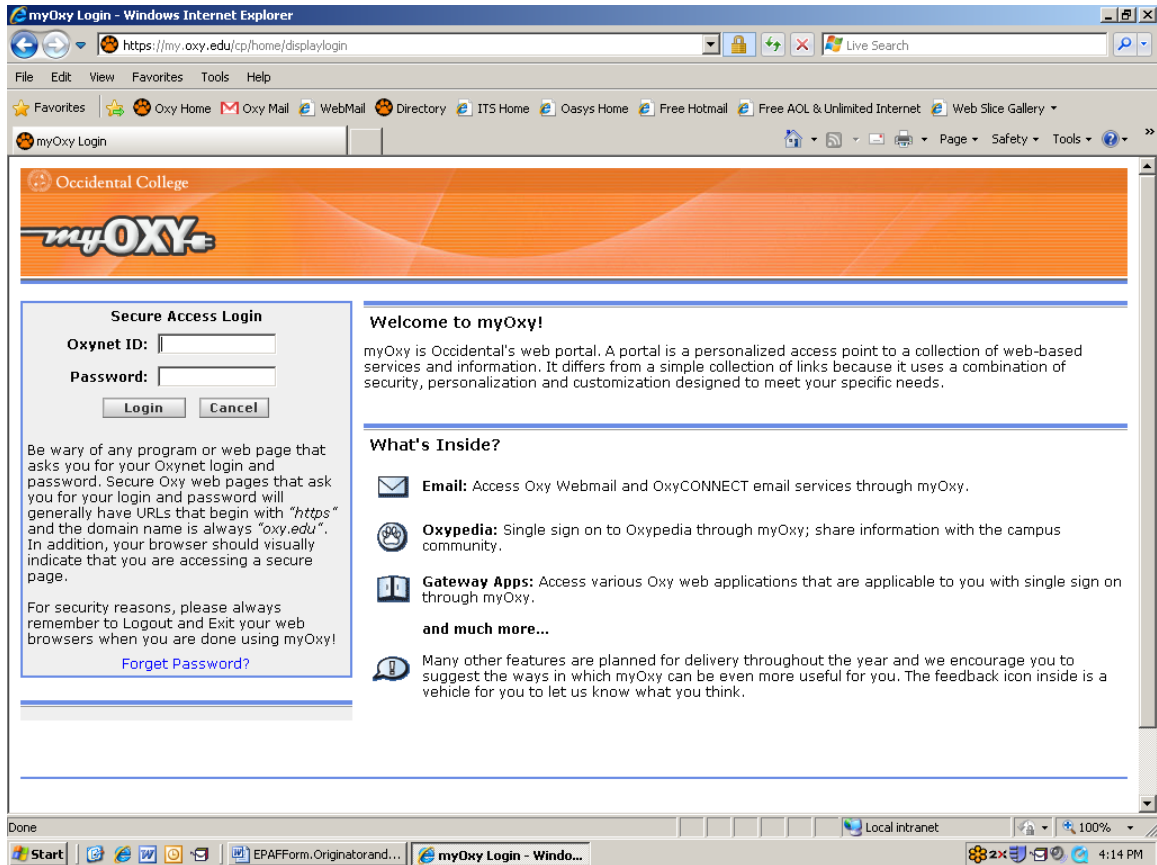 myOxy Login - Windows Internet Explorer
https://my.oxy.edu/cp/home/displaylogin
Live Search
File Edit View Favorites Tools Help
Favorites Oxy Home Oxy Mail WebMail Directory ITS Home Oasys Home Free Hotmail Free AOL & Unlimited Internet Web Slice Gallery
myOxy Login
Page Safety Tools
Occidental College
myOXY
Secure Access Login
Oxynet ID:
Password:
Login Cancel
Be wary of any program or web page that
asks you for your Oxynet login and
password. Secure Oxy web pages that ask
you for your login and password will
generally have URLs that begin with "https"
and the domain name is always "oxy.edu".
In addition, your browser should visually
indicate that you are accessing a secure
page.
For security reasons, please always
remember to Logout and Exit your web
browsers when you are done using myOxy!
Forget Password?
Welcome to myOxy!
myOxy is Occidental's web portal. A portal is a personalized access point to a collection of web-based
services and information. It differs from a simple collection of links because it uses a combination of
security, personalization and customization designed to meet your specific needs.
What's Inside?
Email: Access Oxy Webmail and OxyCONNECT email services through myOxy.
Oxypedia: Single sign on to Oxypedia through myOxy; share information with the campus
community.
Gateway Apps: Access various Oxy web applications that are applicable to you with single sign on
through myOxy.
and much more...
Many other features are planned for delivery throughout the year and we encourage you to
suggest the ways in which myOxy can be even more useful for you. The feedback icon inside is a
vehicle for you to let us know what you think.
Done Local intranet 100%
Start EPAFForm.Originatorand... myOxy Login - Windo... 2X 4:14 PM